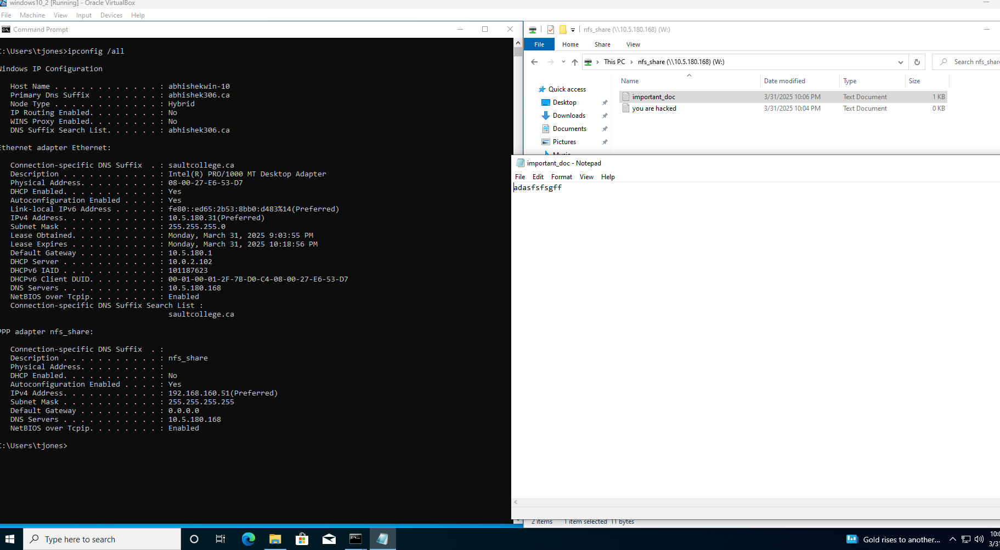 windows10_2 [Running] - Oracle VirtualBox
File Machine View Input Devices Help
Command Prompt
C:\Users\tjones>ipconfig /all
Windows IP Configuration
Host Name . . . . . . . . . . . . : abhishekwin-10
Primary Dns Suffix . . . . . . . : abhishek306.ca
Node Type . . . . . . . . . . . . : Hybrid
IP Routing Enabled. . . . . . . . : No
WINS Proxy Enabled. . . . . . . . : No
DNS Suffix Search List. . . . . . : abhishek306.ca
Ethernet adapter Ethernet:
Connection-specific DNS Suffix . : saultcollege.ca
Description . . . . . . . . . . . : Intel(R) PRO/1000 MT Desktop Adapter
Physical Address. . . . . . . . . : 08-00-27-E6-53-D7
DHCP Enabled. . . . . . . . . . . : Yes
Autoconfiguration Enabled . . . . : Yes
Link-local IPv6 Address . . . . . : fe80::ed65:2b53:8bb0:d483%14(Preferred)
IPv4 Address. . . . . . . . . . . : 10.5.180.31(Preferred)
Subnet Mask . . . . . . . . . . . : 255.255.255.0
Lease Obtained. . . . . . . . . . : Monday, March 31, 2025 9:03:55 PM
Lease Expires . . . . . . . . . . : Monday, March 31, 2025 10:18:56 PM
Default Gateway . . . . . . . . . : 10.5.180.1
DHCP Server . . . . . . . . . . . : 10.0.2.102
DHCPv6 IAID . . . . . . . . . . . : 101187623
DHCPv6 Client DUID. . . . . . . . : 00-01-00-01-2F-7B-D0-C4-08-00-27-E6-53-D7
DNS Servers . . . . . . . . . . . : 10.5.180.168
NetBIOS over Tcpip. . . . . . . . : Enabled
Connection-specific DNS Suffix Search List :
saultcollege.ca
PPP adapter nfs_share:
Connection-specific DNS Suffix . :
Description . . . . . . . . . . . : nfs_share
Physical Address. . . . . . . . . :
DHCP Enabled. . . . . . . . . . . : No
Autoconfiguration Enabled . . . . : Yes
IPv4 Address. . . . . . . . . . . : 192.168.160.51(Preferred)
Subnet Mask . . . . . . . . . . . : 255.255.255.255
Default Gateway . . . . . . . . . : 0.0.0.0
DNS Servers . . . . . . . . . . . : 10.5.180.168
NetBIOS over Tcpip. . . . . . . . : Enabled
C:\Users\tjones>
nfs_share (\\10.5.180.168) (W:)
File Home Share View
This PC > nfs_share (\\10.5.180.168) (W:)
Search nfs_shar
Name Date modified Type Size
important_doc 3/31/2025 10:06 PM Text Document 1 KB
you are hacked 3/31/2025 10:04 PM Text Document 0 KB
Quick access
Desktop
Downloads
Documents
Pictures
Music
important_doc - Notepad
File Edit Format View Help
adasfsfsgff
2 items 1 item selected 11 bytes
Type here to search
Gold rises to another...
10:0
3/31